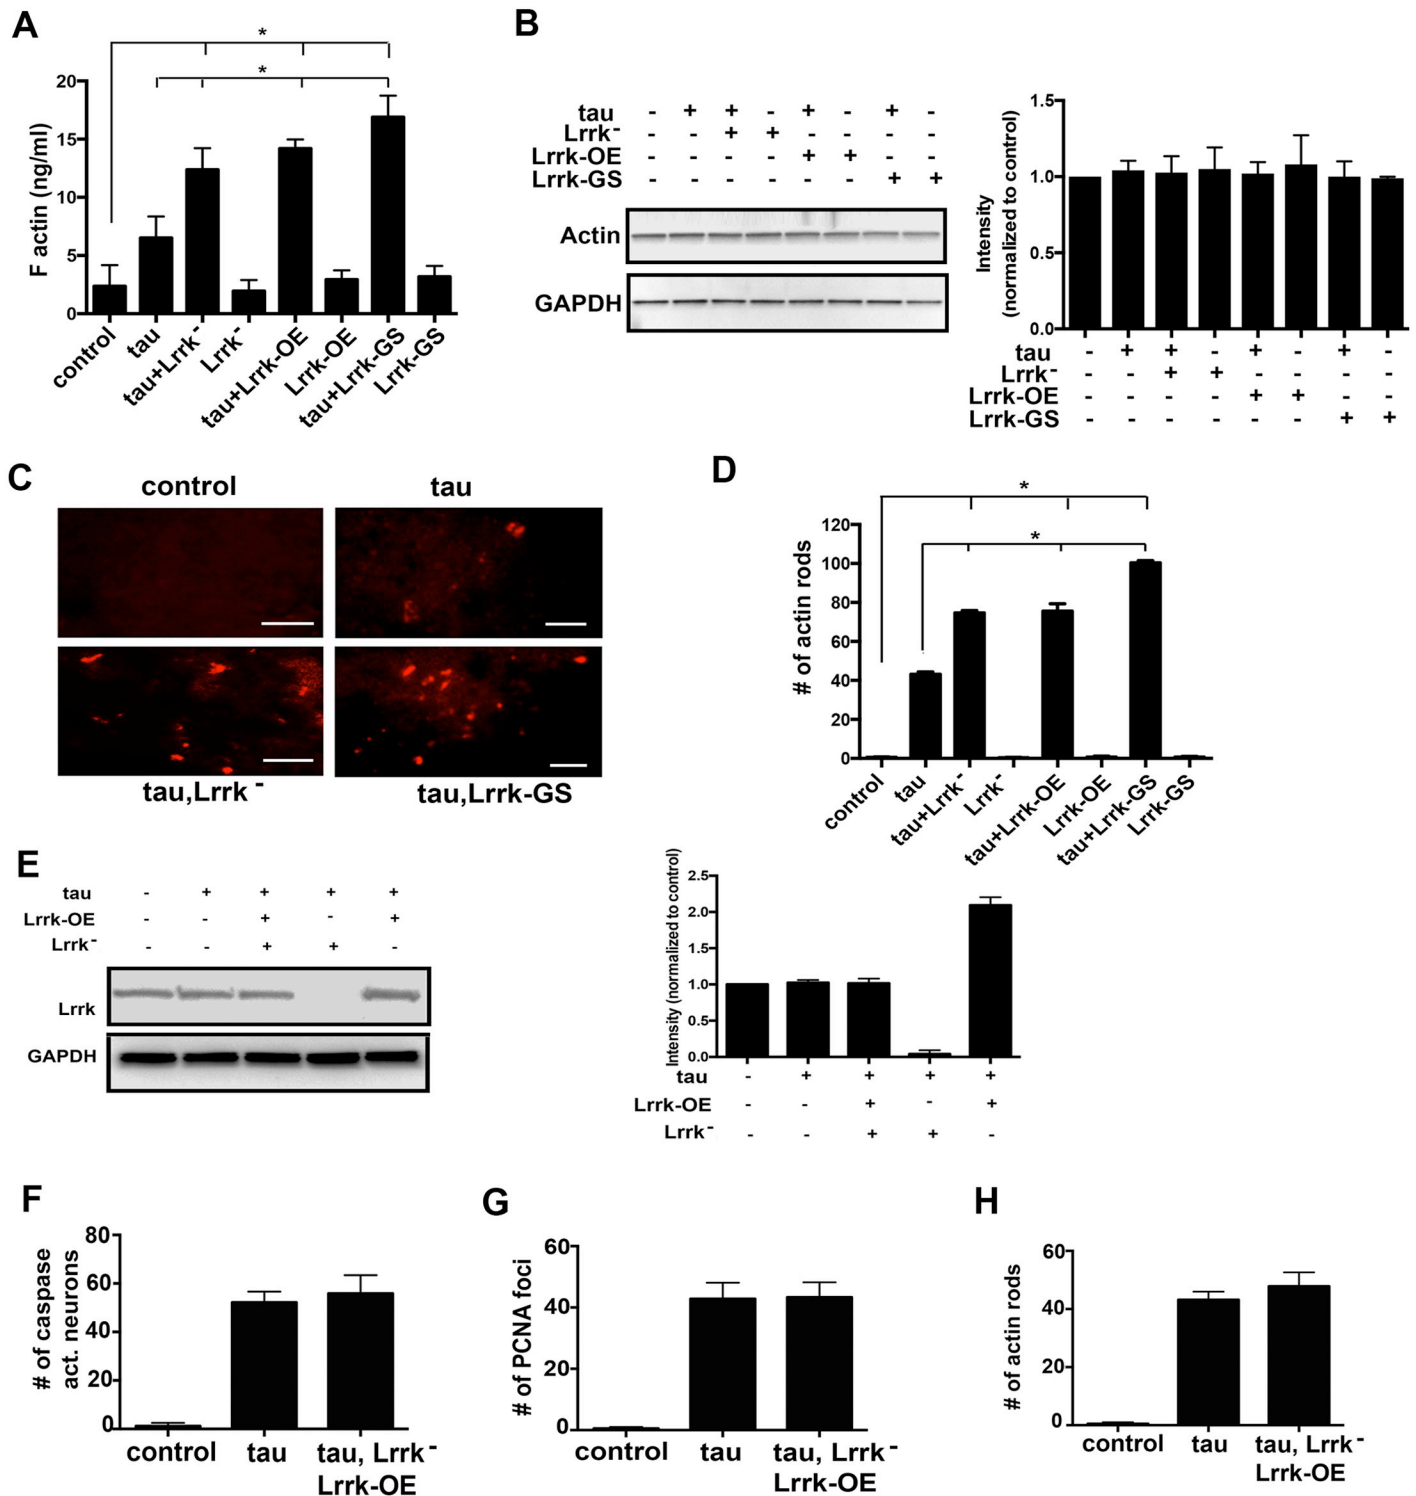 A
*
*
20
15
10
5
0
F actin (ng/ml)
control
tau
tau+Lrrk-
Lrrk-
tau+Lrrk-OE
Lrrk-OE
tau+Lrrk-GS
Lrrk-GS
B
tau - + + - + - + -
Lrrk- - - + + - - - -
Lrrk-OE - - - - + + - -
Lrrk-GS - - - - - - + +
Actin
GAPDH
Intensity
(normalized to control)
1.5
1.0
0.5
0.0
tau - + + - + - + -
Lrrk- - - + + - - - -
Lrrk-OE - - - - + + - -
Lrrk-GS - - - - - - + +
C
control tau
tau,Lrrk - tau,Lrrk-GS
D
*
*
# of actin rods
120
100
80
60
40
20
0
control
tau
tau+Lrrk-
Lrrk-
tau+Lrrk-OE
Lrrk-OE
tau+Lrrk-GS
Lrrk-GS
E
tau - + + + +
Lrrk-OE - - + - +
Lrrk- - - + + -
Lrrk
GAPDH
Intensity (normalized to control)
2.5
2.0
1.5
1.0
0.5
0.0
tau - + + + +
Lrrk-OE - - + - +
Lrrk- - - + + -
F
# of caspase
act. neurons
80
60
40
20
0
control tau tau, Lrrk-
Lrrk-OE
G
# of PCNA foci
60
40
20
0
control tau tau, Lrrk-
Lrrk-OE
H
# of actin rods
60
40
20
0
control tau tau, Lrrk-
Lrrk-OE